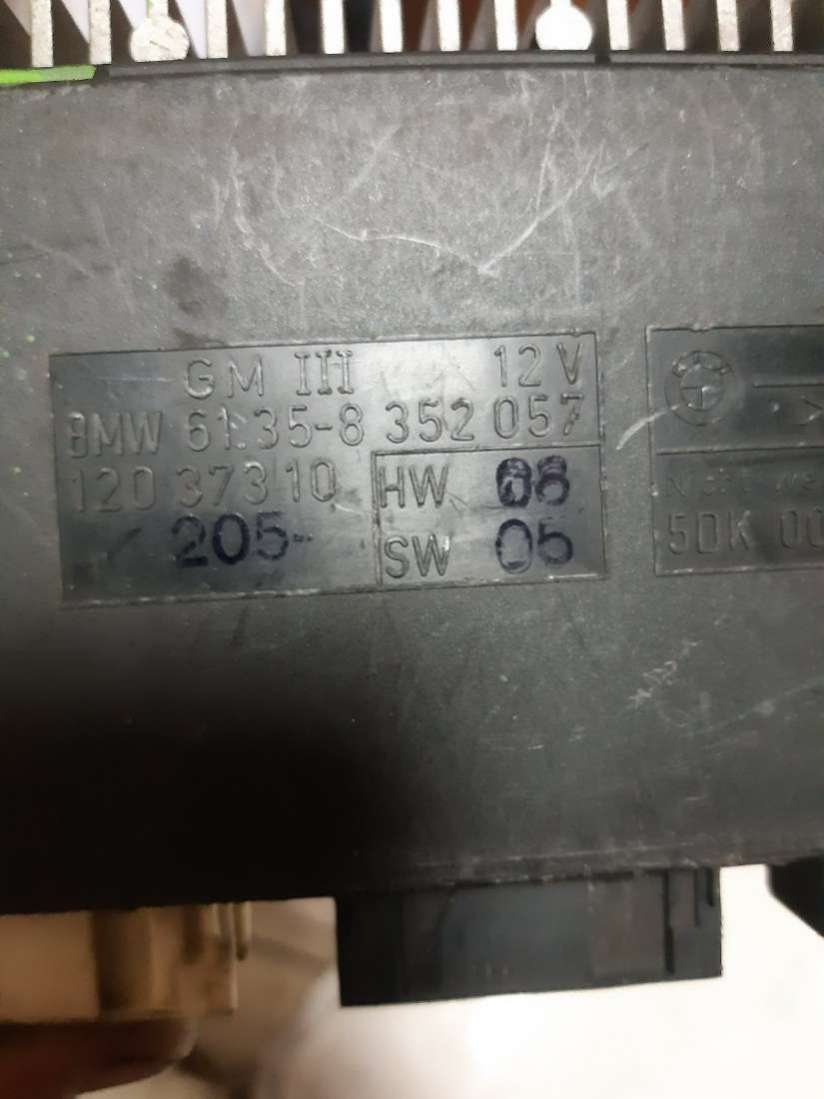 GM III 12V
BMW 61.35-8 352 057
120 373 10 HW 08
205- SW 05
5DK 00